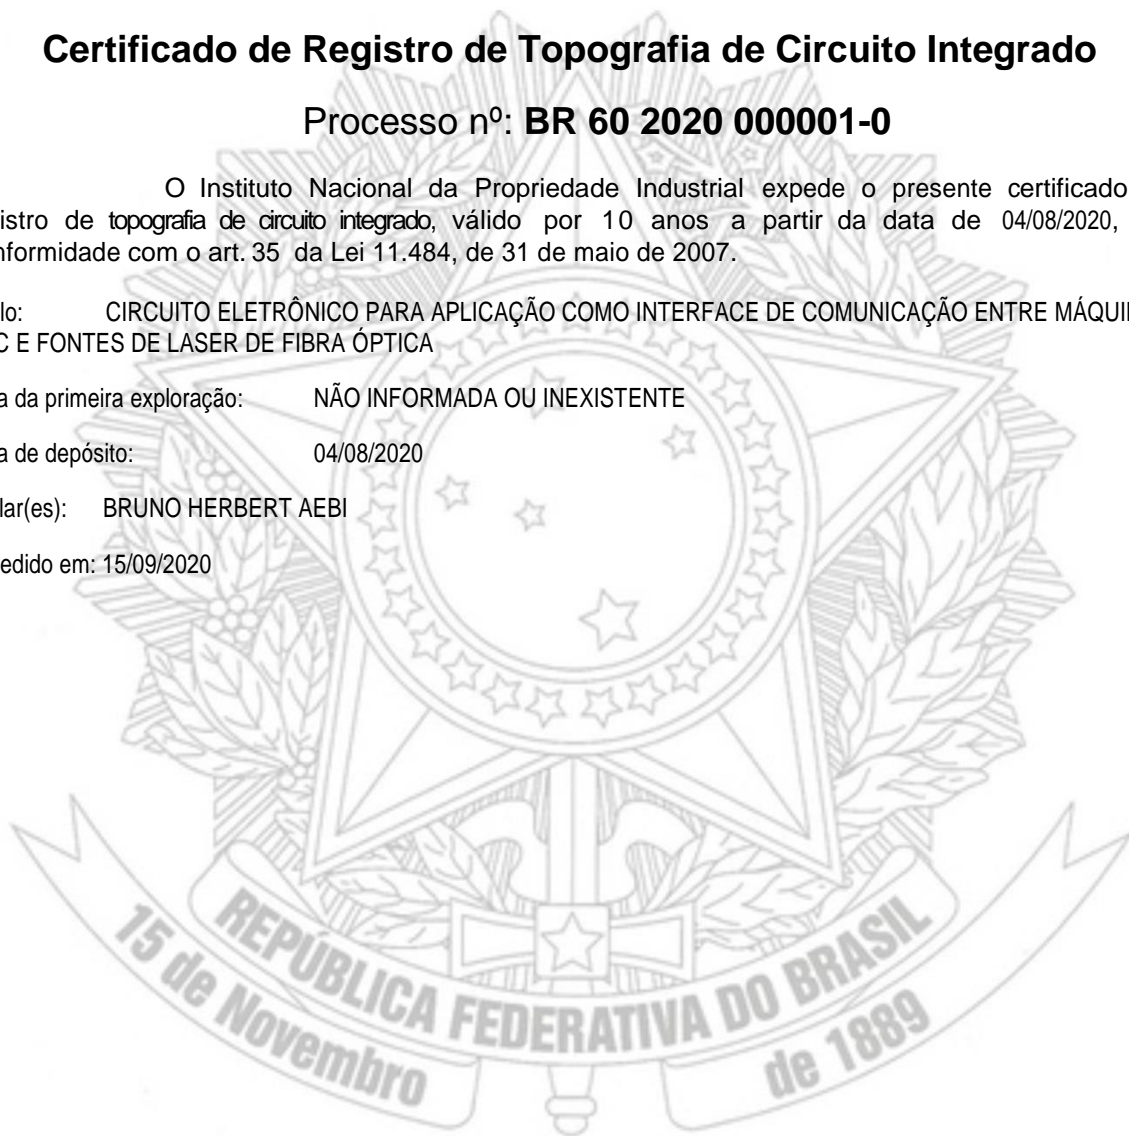 Certificado de Registro de Topografia de Circuito Integrado
Processo nº: BR 60 2020 000001-0
O Instituto Nacional da Propriedade Industrial expede o presente certificado
istro de topografia de circuito integrado, válido por 10 anos a partir da data de 04/08/2020,
nformidade com o art. 35 da Lei 11.484, de 31 de maio de 2007.
lo: CIRCUITO ELETRÔNICO PARA APLICAÇÃO COMO INTERFACE DE COMUNICAÇÃO ENTRE MÁQUI
C E FONTES DE LASER DE FIBRA ÓPTICA
a da primeira exploração: NÃO INFORMADA OU INEXISTENTE
a de depósito: 04/08/2020
lar(es): BRUNO HERBERT AEBI
edido em: 15/09/2020
REPÚBLICA FEDERATIVA DO BRASIL
15 de Novembro de 1889